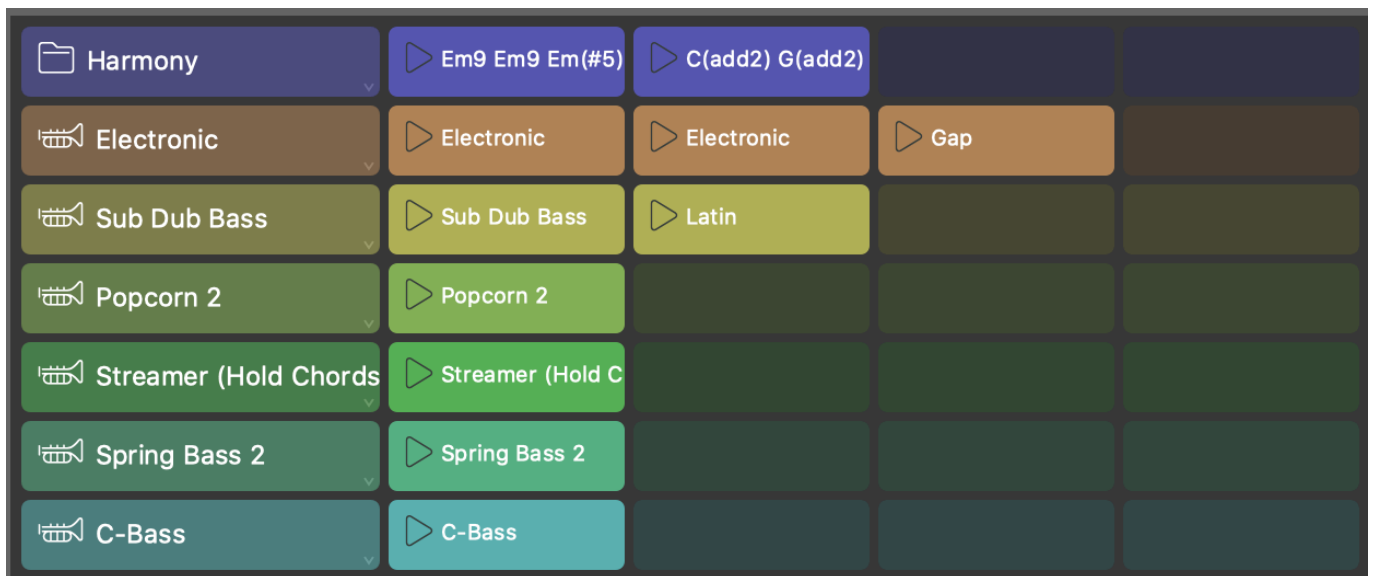 Harmony
Em9 Em9 Em(#5)
C(add2) G(add2)
Electronic
Electronic
Electronic
Gap
Sub Dub Bass
Sub Dub Bass
Latin
Popcorn 2
Popcorn 2
Streamer (Hold Chords
Streamer (Hold C
Spring Bass 2
Spring Bass 2
C-Bass
C-Bass